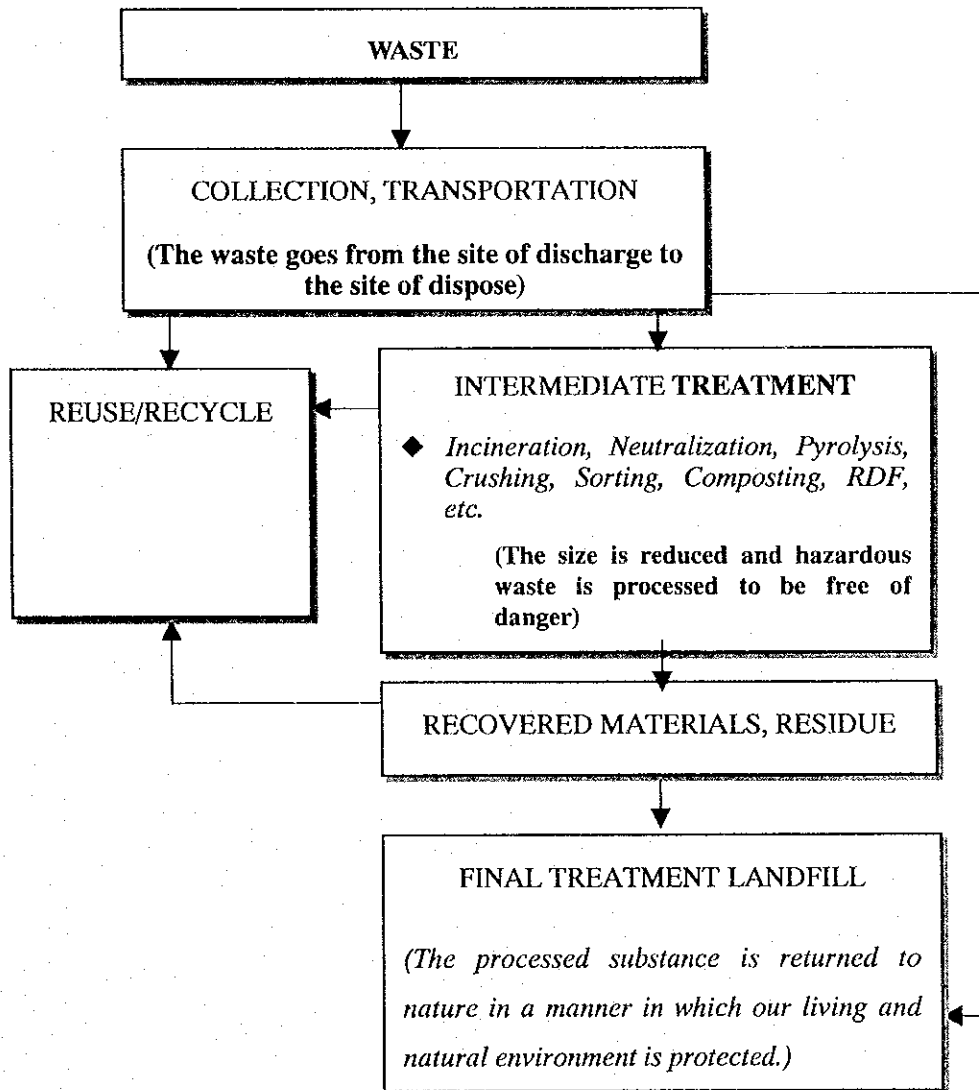 WASTE
COLLECTION, TRANSPORTATION
(The waste goes from the site of discharge to
the site of dispose)
REUSE/RECYCLE
INTERMEDIATE TREATMENT
◆ Incineration, Neutralization, Pyrolysis,
Crushing, Sorting, Composting, RDF,
etc.
(The size is reduced and hazardous
waste is processed to be free of
danger)
RECOVERED MATERIALS, RESIDUE
FINAL TREATMENT LANDFILL
(The processed substance is returned to
nature in a manner in which our living and
natural environment is protected.)